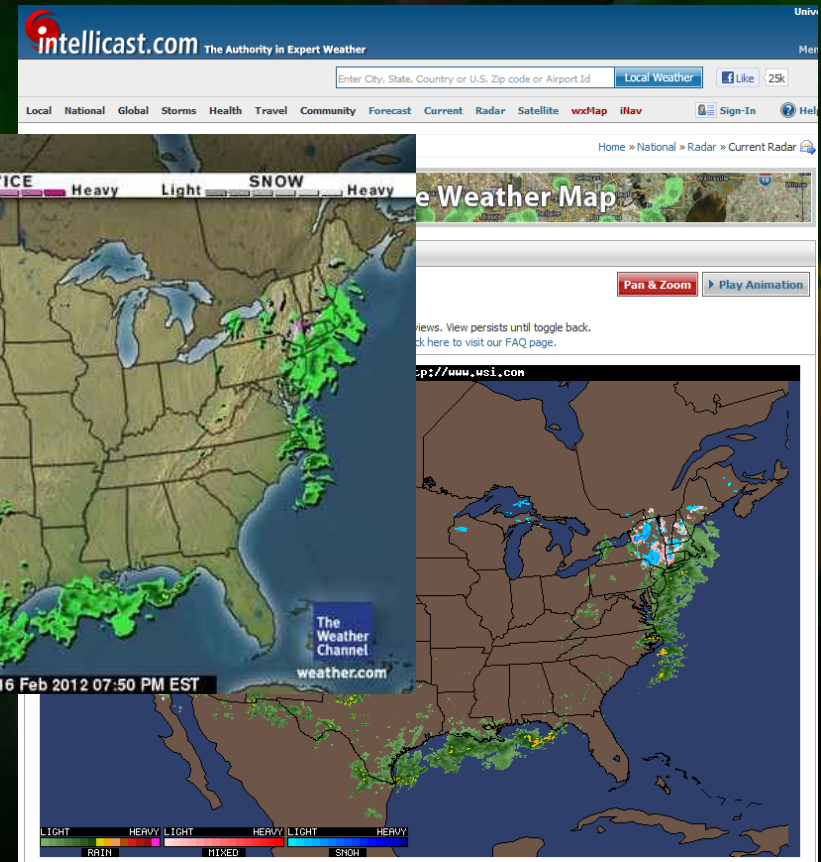 Unive
intellicast.com The Authority in Expert Weather
Mem
Enter City, State, Country or U.S. Zip code or Airport Id Local Weather Like 25k
Local National Global Storms Health Travel Community Forecast Current Radar Satellite wxMap iNav Sign-In Help
Home » National » Radar » Current Radar
ICE Heavy Light SNOW Heavy
e Weather Map
Pan & Zoom Play Animation
iews. View persists until toggle back.
ck here to visit our FAQ page.
tp://www.wsi.com
The
Weather
Channel
weather.com
16 Feb 2012 07:50 PM EST
LIGHT HEAVY LIGHT HEAVY LIGHT HEAVY
RAIN MIXED SNOW